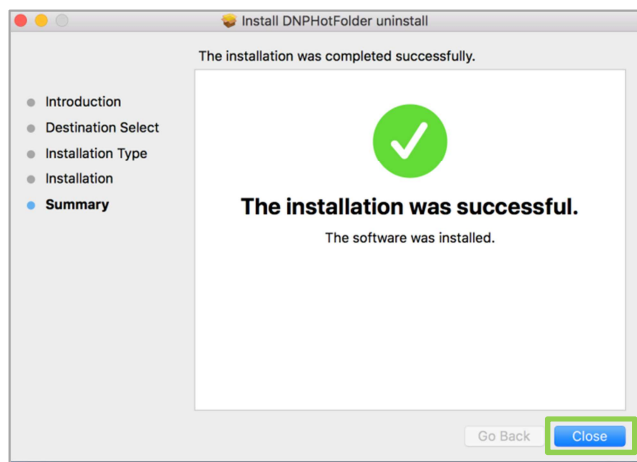 Install DNPHotFolder uninstall
The installation was completed successfully.
Introduction
Destination Select
Installation Type
Installation
Summary
The installation was successful.
The software was installed.
Go Back
Close